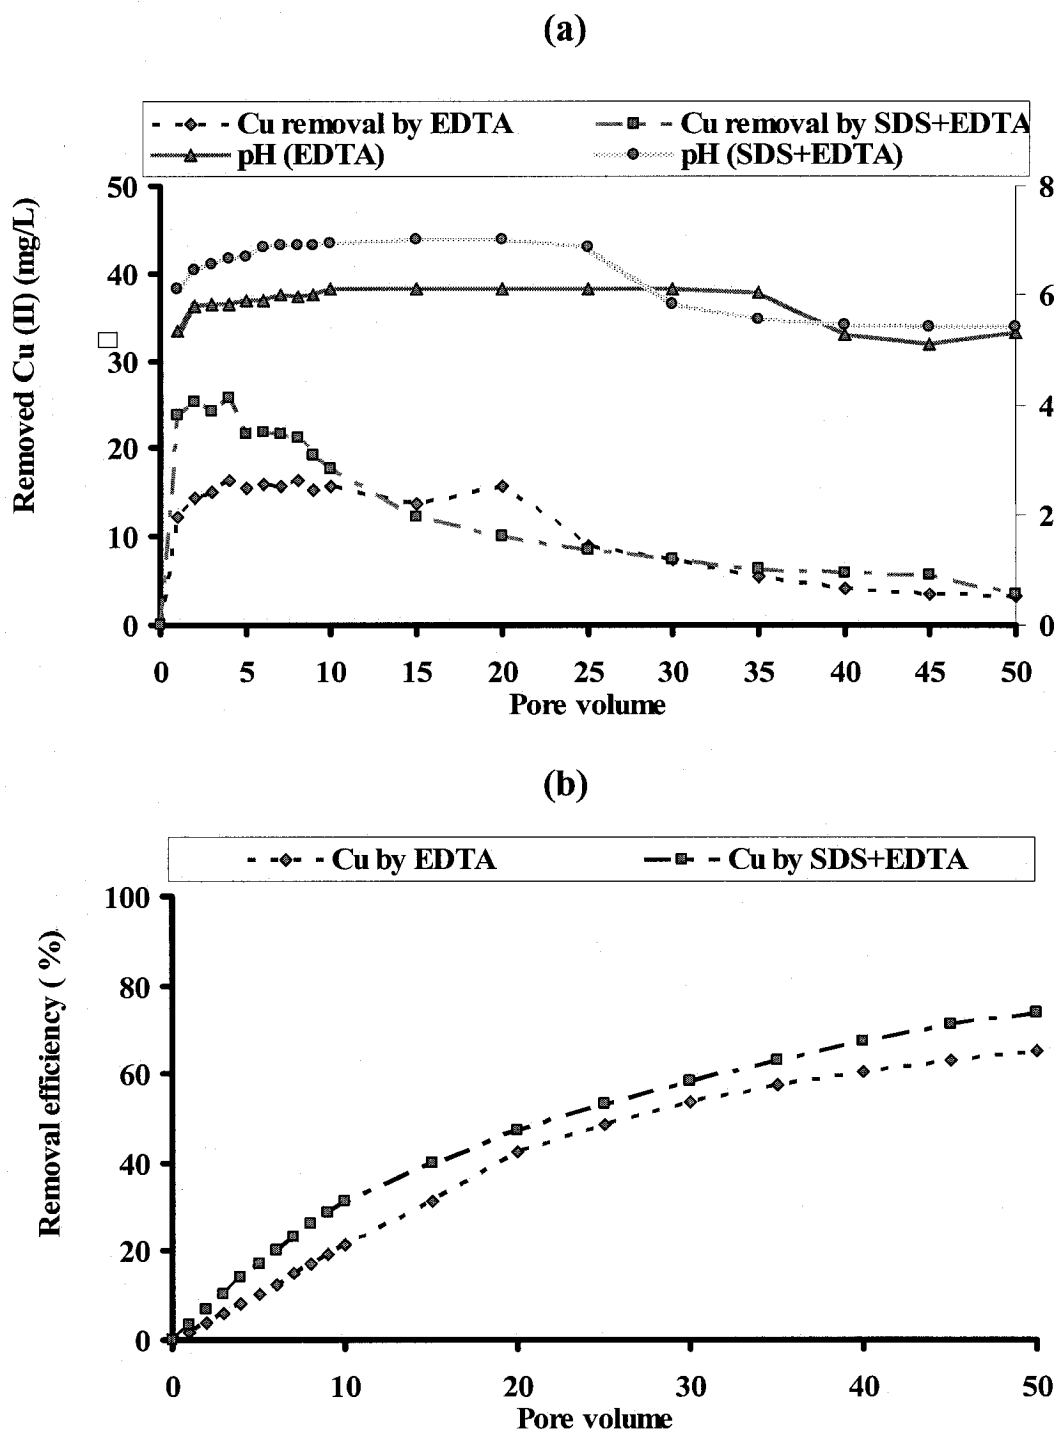 (a)
Cu removal by EDTA Cu removal by SDS+EDTA
pH (EDTA) pH (SDS+EDTA)
Removed Cu (II) (mg/L)
50 8
40
6
30
4
20
2
10
0 0
0 5 10 15 20 25 30 35 40 45 50
Pore volume
(b)
Cu by EDTA Cu by SDS+EDTA
Removal efficiency ( %)
100
80
60
40
20
0
0 10 20 30 40 50
Pore volume